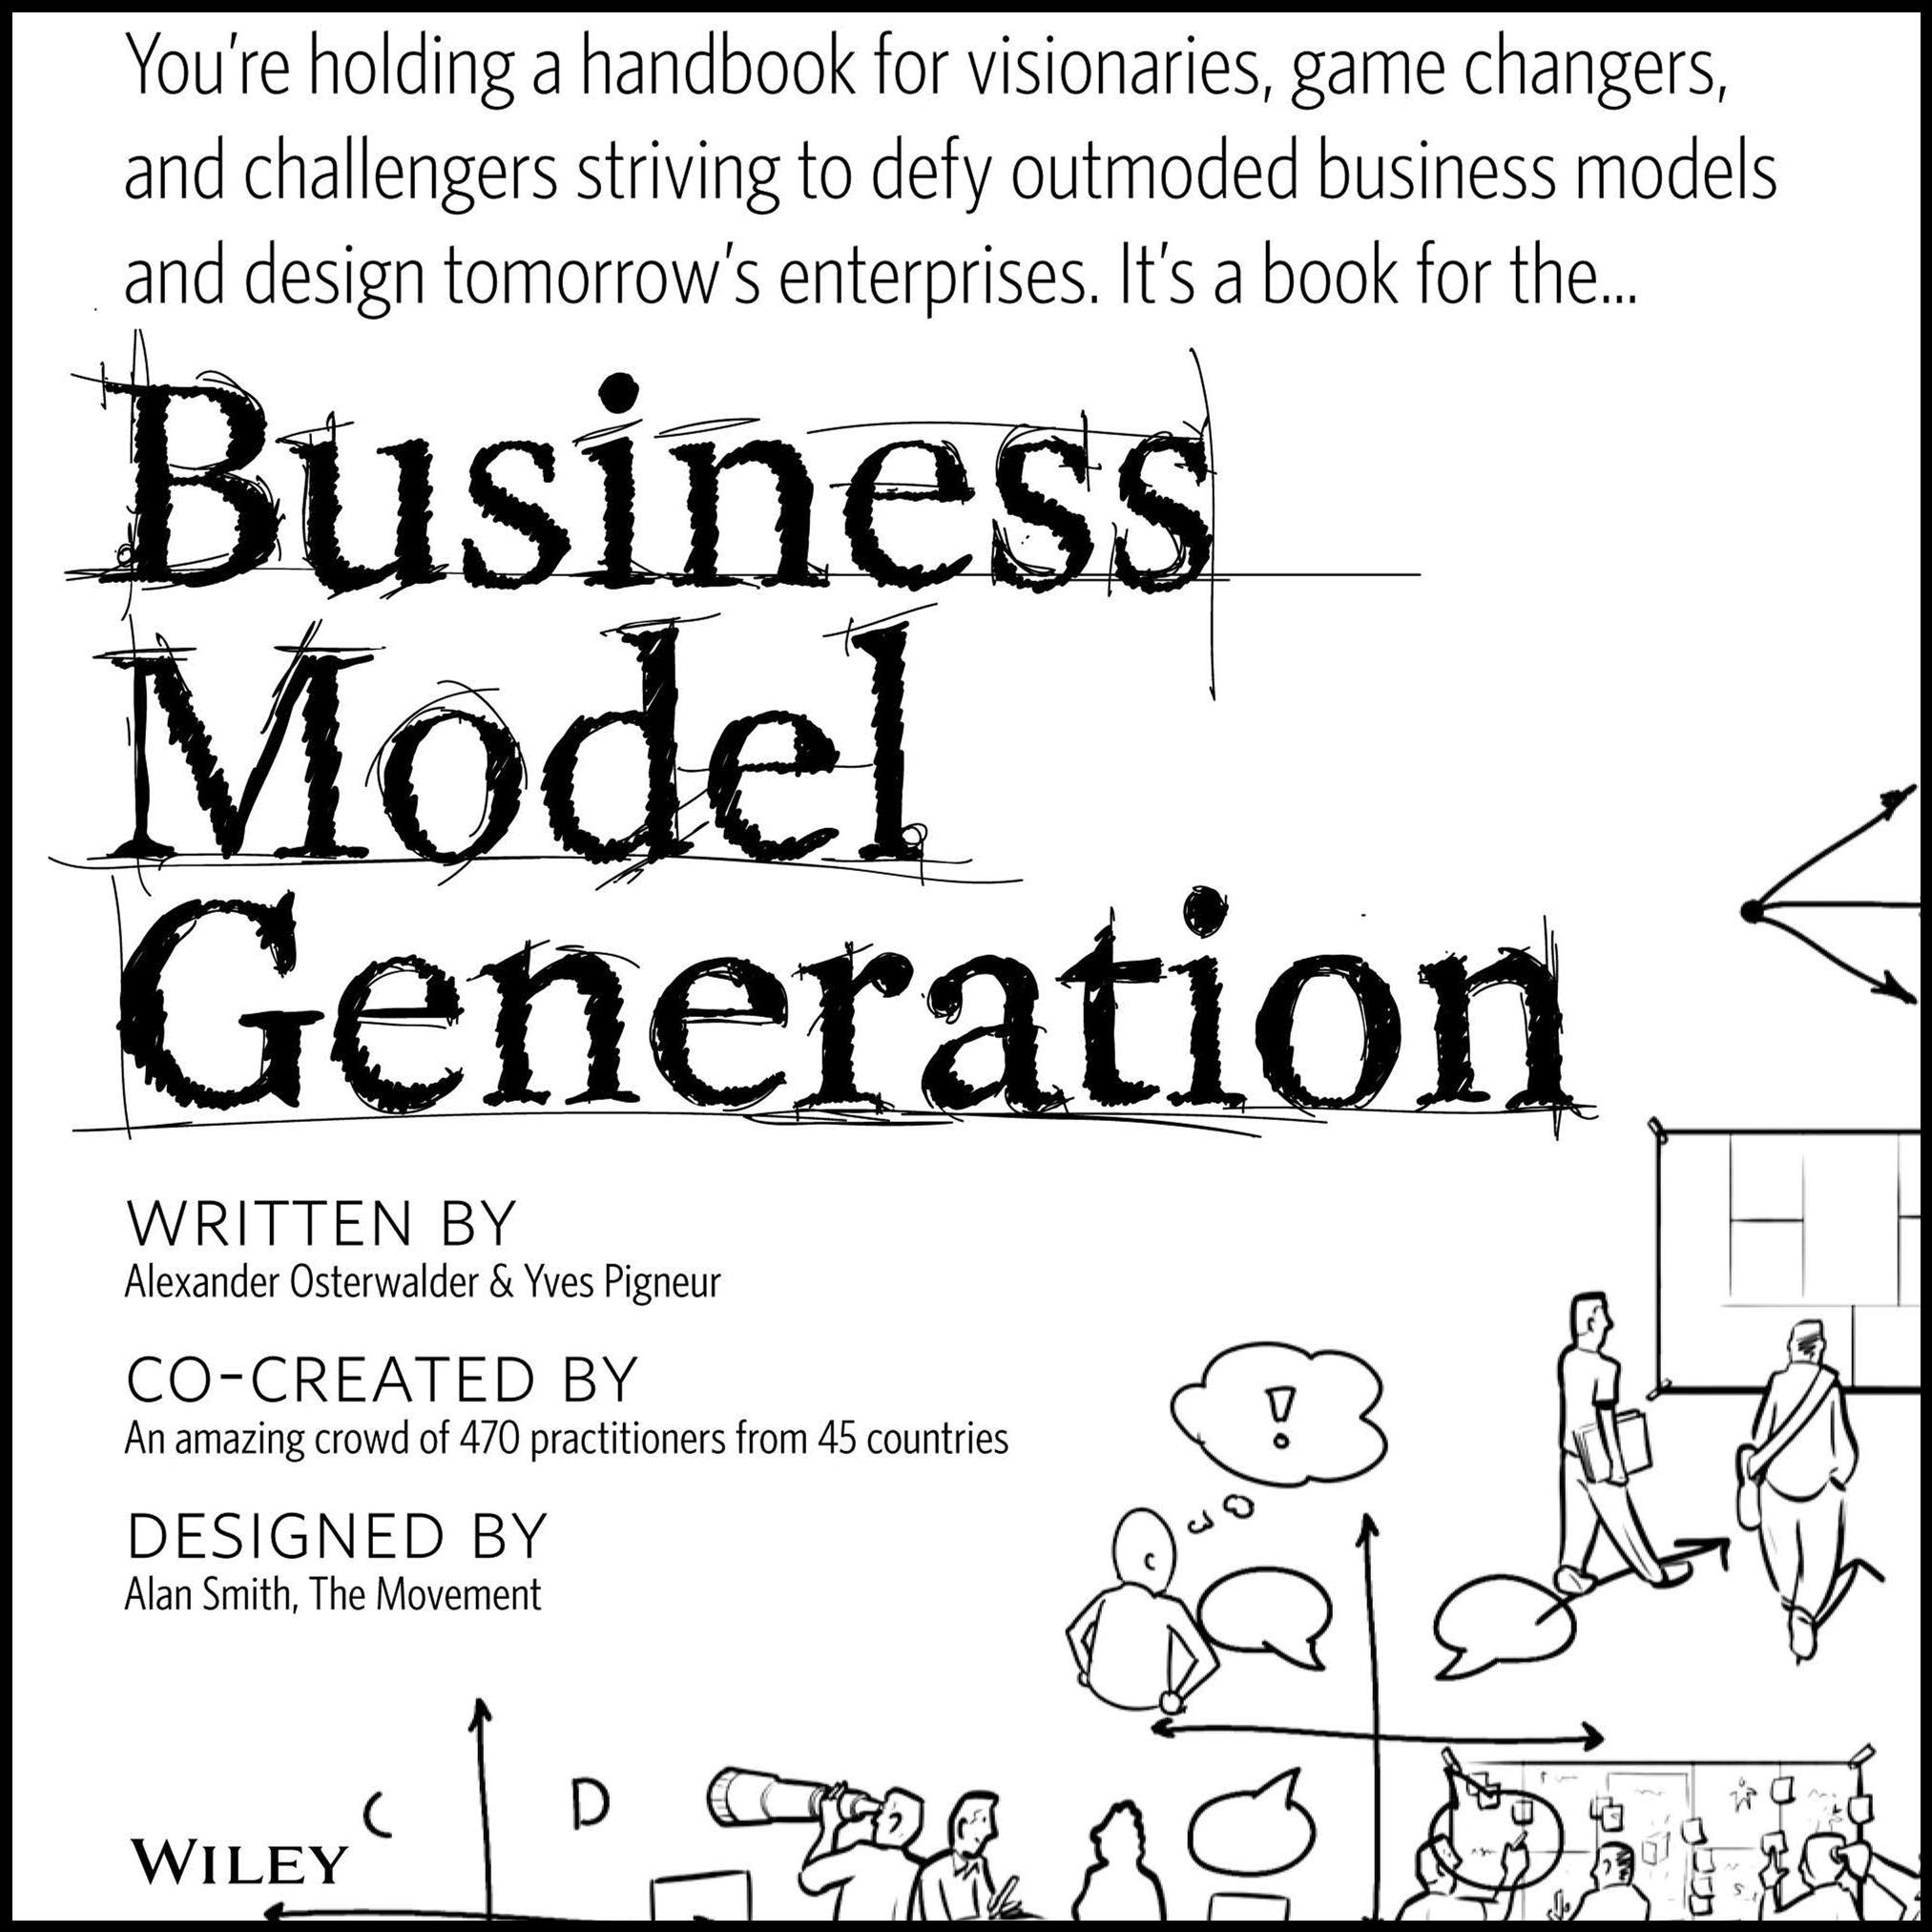 You're holding a handbook for visionaries, game changers,
and challengers striving to defy outmoded business models
and design tomorrow's enterprises. It's a book for the...
Business
Model
Generation
WRITTEN BY
Alexander Osterwalder & Yves Pigneur
CO-CREATED BY
An amazing crowd of 470 practitioners from 45 countries
DESIGNED BY
Alan Smith, The Movement
!
C D
WILEY